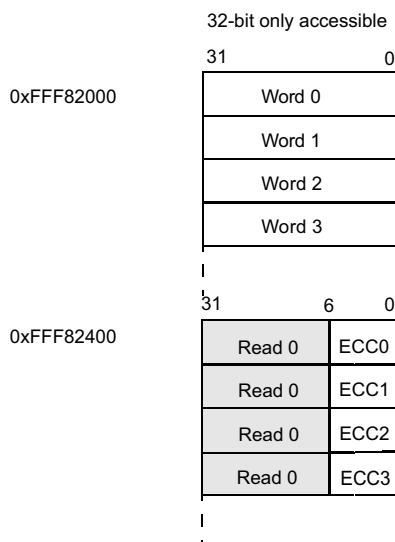 32-bit only accessible
31 0
0xFFF82000 Word 0
Word 1
Word 2
Word 3
31 6 0
0xFFF82400 Read 0 ECC0
Read 0 ECC1
Read 0 ECC2
Read 0 ECC3